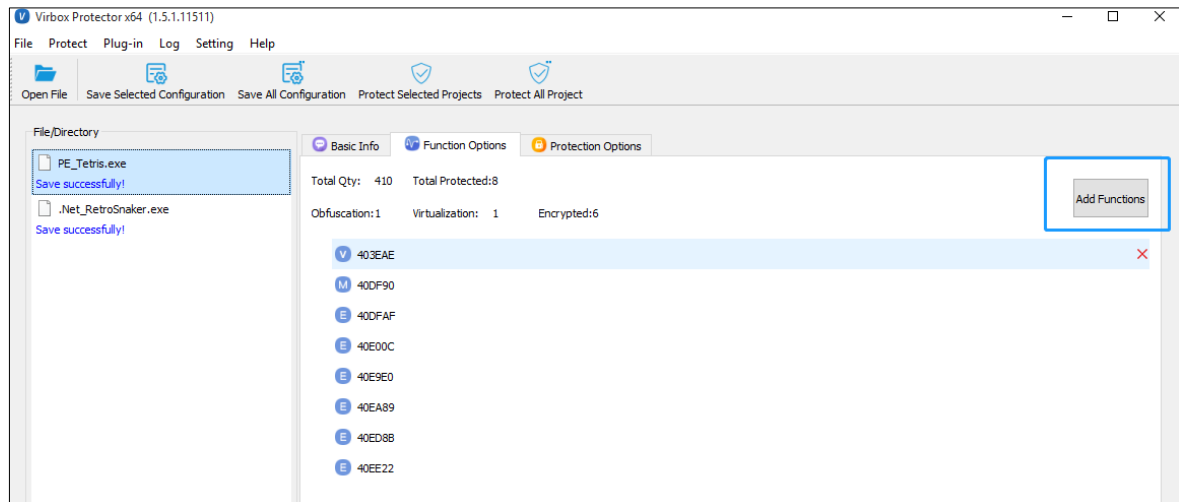 Virbox Protector x64 (1.5.1.11511)
File Protect Plug-in Log Setting Help
Open File Save Selected Configuration Save All Configuration Protect Selected Projects Protect All Project
File/Directory
PE_Tetris.exe
Save successfully!
.Net_RetroSnaker.exe
Save successfully!
Basic Info Function Options Protection Options
Total Qty: 410 Total Protected:8
Obfuscation:1 Virtualization: 1 Encrypted:6
Add Functions
V 403EAE
M 40DF90
E 40DFAF
E 40E00C
E 40E9E0
E 40EA89
E 40ED8B
E 40EE22